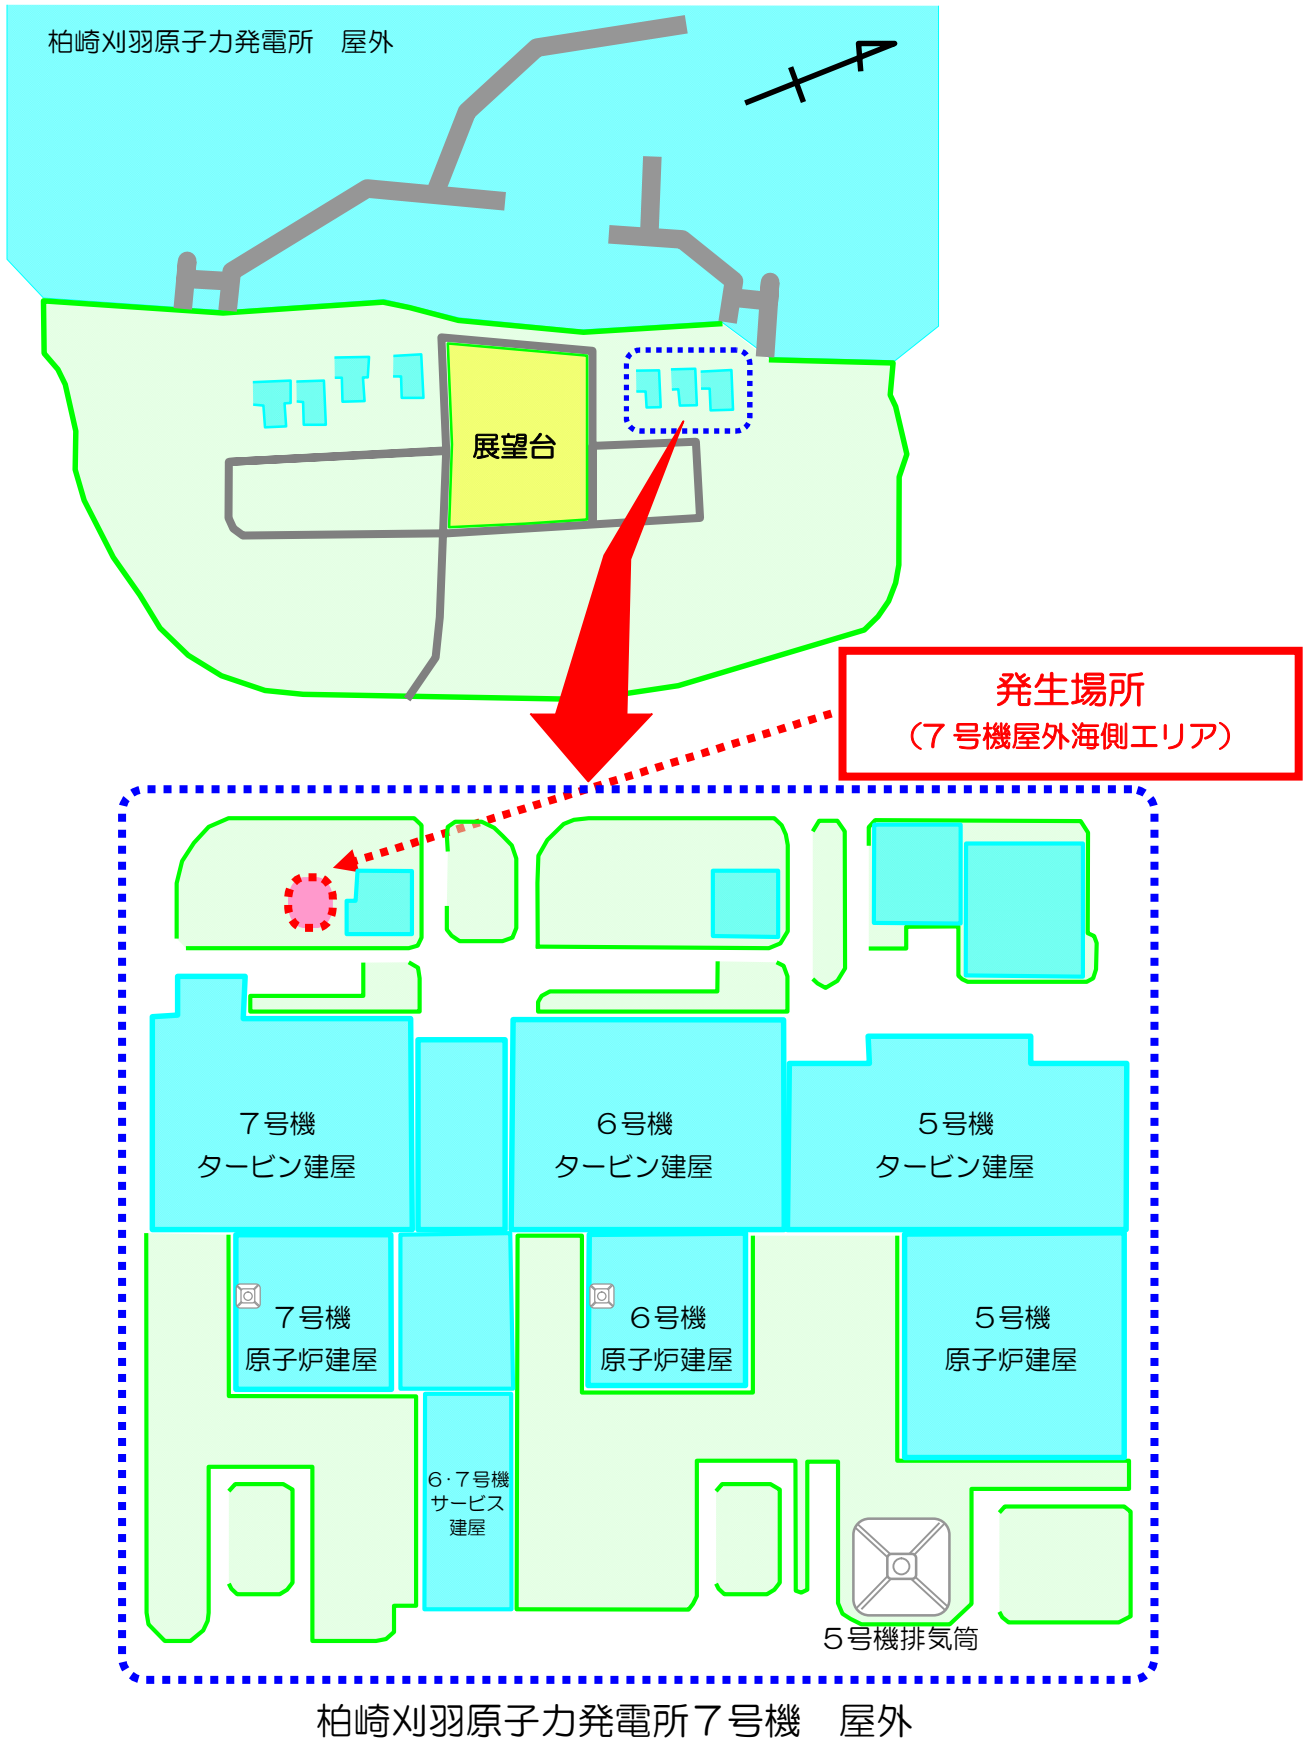 柏崎刈羽原子力発電所　屋外
展望台
発生場所
（７号機屋外海側エリア）
７号機
タービン建屋
６号機
タービン建屋
５号機
タービン建屋
７号機
原子炉建屋
６号機
原子炉建屋
５号機
原子炉建屋
６・７号機
サービス
建屋
５号機排気筒
柏崎刈羽原子力発電所７号機　屋外